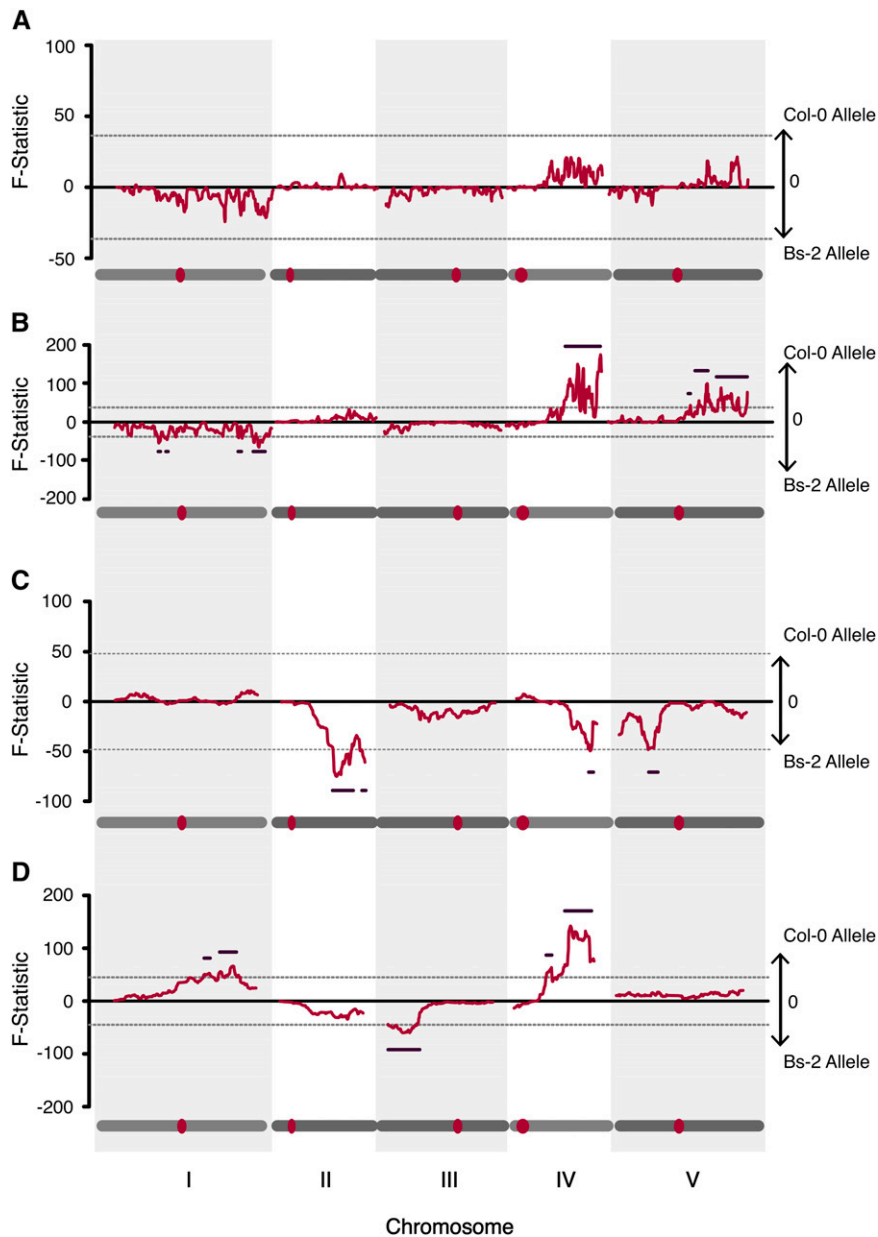 A
100
50
0
-50
F-Statistic
Col-0 Allele
0
Bs-2 Allele
B
200
100
0
-100
-200
F-Statistic
Col-0 Allele
0
Bs-2 Allele
C
100
50
0
-50
-100
F-Statistic
Col-0 Allele
0
Bs-2 Allele
D
200
100
0
-100
-200
F-Statistic
Col-0 Allele
0
Bs-2 Allele
I II III IV V
Chromosome